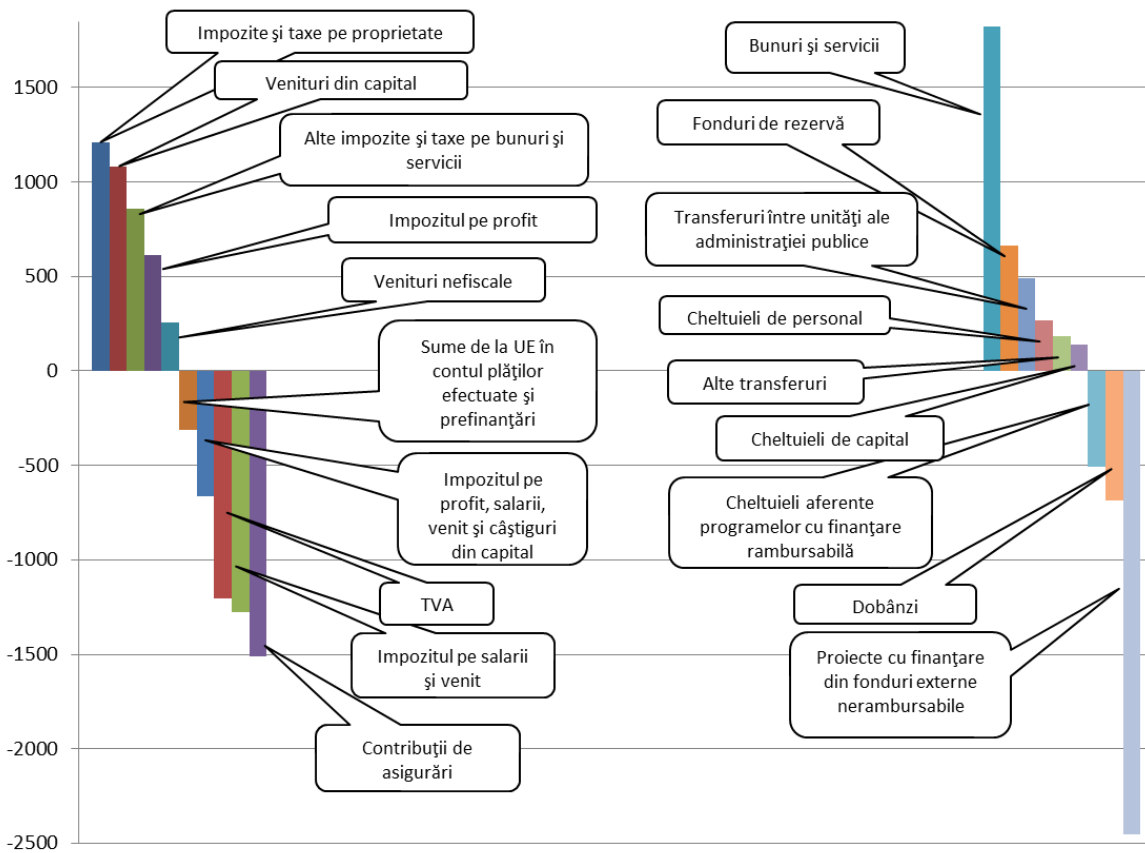 Impozite şi taxe pe proprietate
Venituri din capital
Alte impozite şi taxe pe bunuri şi
servicii
Impozitul pe profit
Venituri nefiscale
Sume de la UE în
contul plăţilor
efectuate şi
prefinanţări
Impozitul pe
profit, salarii,
venit şi câştiguri
din capital
TVA
Impozitul pe salarii
şi venit
Contribuţii de
asigurări
Bunuri şi servicii
Fonduri de rezervă
Transferuri între unităţi ale
administraţiei publice
Cheltuieli de personal
Alte transferuri
Cheltuieli de capital
Cheltuieli aferente
programelor cu finanţare
rambursabilă
Dobânzi
Proiecte cu finanţare
din fonduri externe
nerambursabile
1500
1000
500
0
-500
-1000
-1500
-2000
-2500